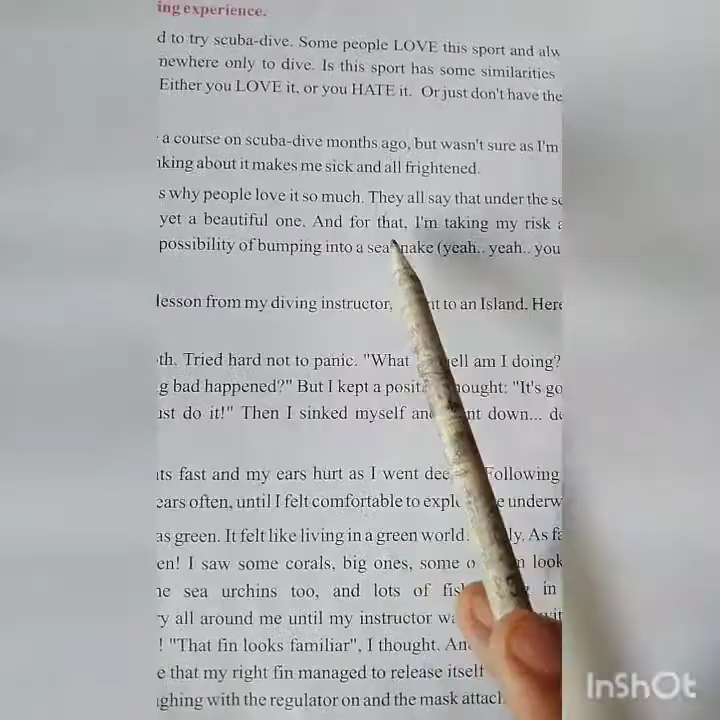 ing experience.
d to try scuba-dive. Some people LOVE this sport and alw
newhere only to dive. Is this sport has some similarities
Either you LOVE it, or you HATE it. Or just don't have the
a course on scuba-dive months ago, but wasn't sure as I'm
nking about it makes me sick and all frightened.
s why people love it so much. They all say that under the se
yet a beautiful one. And for that, I'm taking my risk a
possibility of bumping into a sea nake (yeah.. yeah.. you
lesson from my diving instructor, nt to an Island. Here
th. Tried hard not to panic. "What ell am I doing?
g bad happened?" But I kept a posit hought: "It's go
ust do it!" Then I sinked myself and nt down... de
ts fast and my ears hurt as I went dee Following
ears often, until I felt comfortable to expl e underw
as green. It felt like living in a green world. ly. As fa
en! I saw some corals, big ones, some o n look
e sea urchins too, and lots of fis in
y all around me until my instructor wa wit
! "That fin looks familiar", I thought. An
e that my right fin managed to release itself
ghing with the regulator on and the mask attach
InShOt